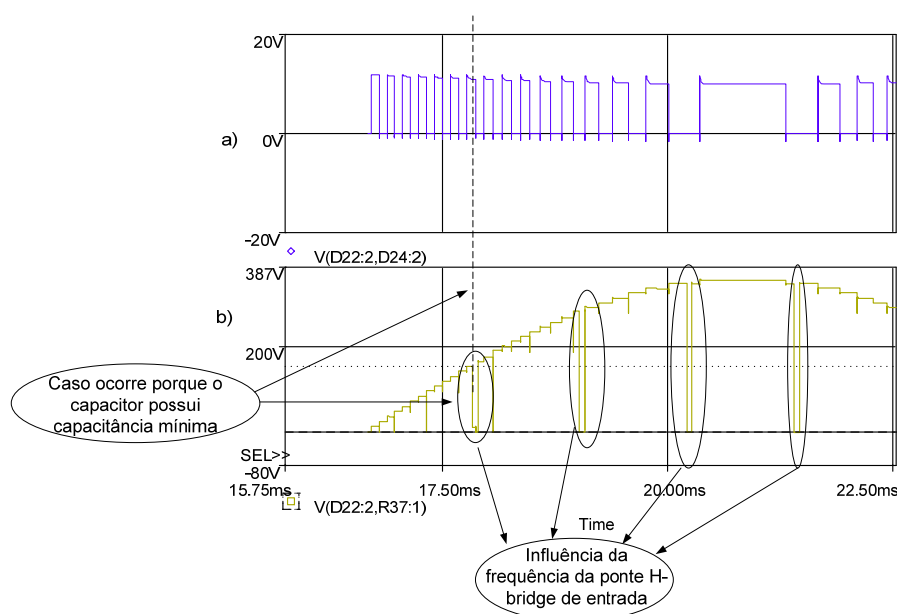 20V
a)
0V
-20V
V(D22:2,D24:2)
387V
b)
200V
Caso ocorre porque o
capacitor possui
capacitância mínima
SEL>>
-80V
15.75ms
17.50ms
20.00ms
22.50ms
V(D22:2,R37:1)
Time
Influência da
frequência da ponte H-
bridge de entrada